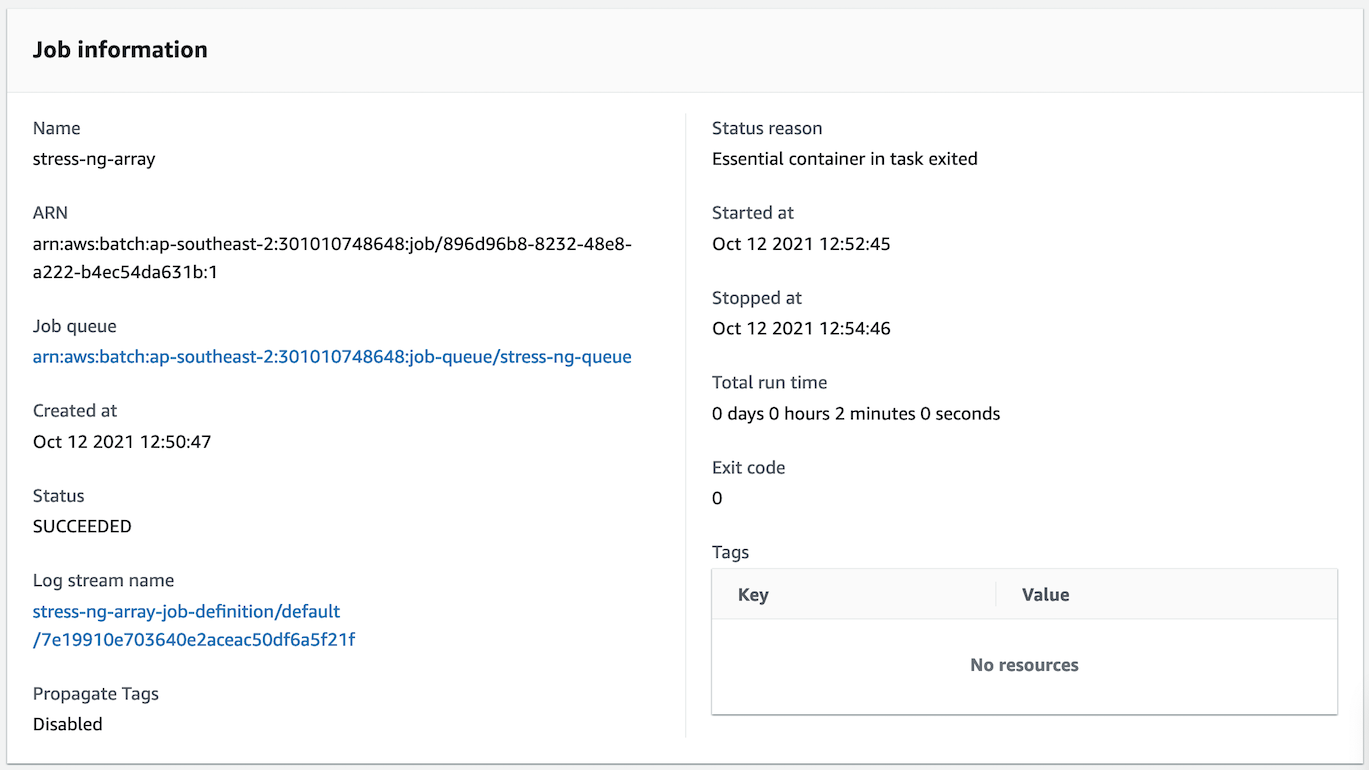 Job information
Name
stress-ng-array
ARN
arn:aws:batch:ap-southeast-2:301010748648:job/896d96b8-8232-48e8-
a222-b4ec54da631b:1
Job queue
arn:aws:batch:ap-southeast-2:301010748648:job-queue/stress-ng-queue
Created at
Oct 12 2021 12:50:47
Status
SUCCEEDED
Log stream name
stress-ng-array-job-definition/default
/7e19910e703640e2aceac50df6a5f21f
Propagate Tags
Disabled
Status reason
Essential container in task exited
Started at
Oct 12 2021 12:52:45
Stopped at
Oct 12 2021 12:54:46
Total run time
0 days 0 hours 2 minutes 0 seconds
Exit code
0
Tags
Key Value
No resources